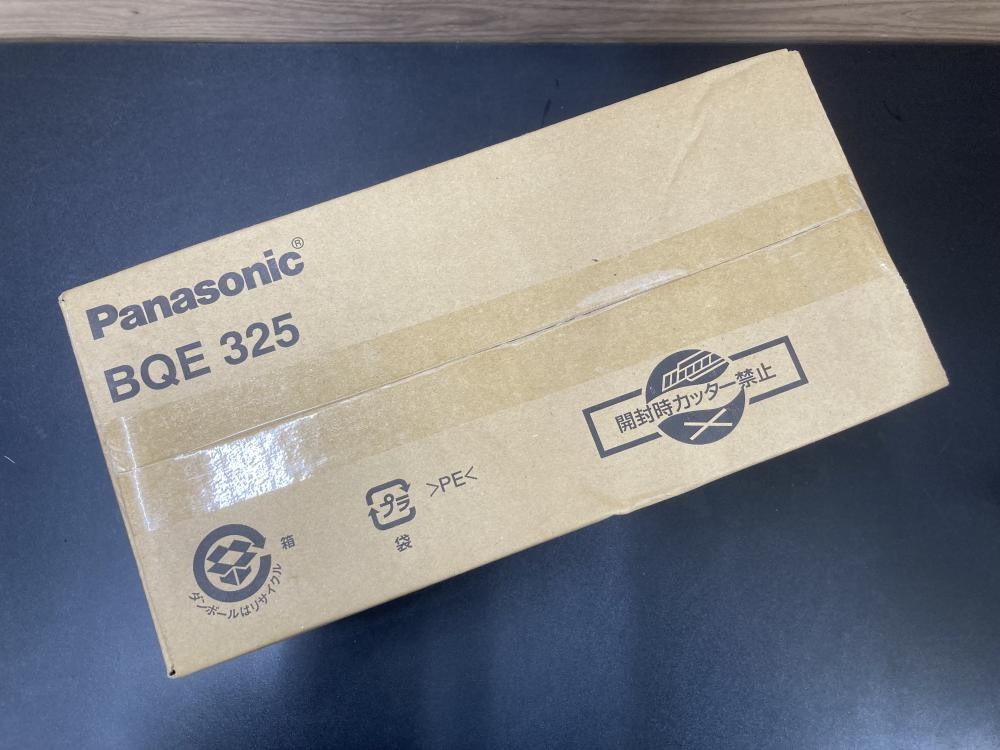 Panasonic®
BQE 325
開封時カッター禁止
プラ
>PE<
袋
箱
ダンボールはリサイクル